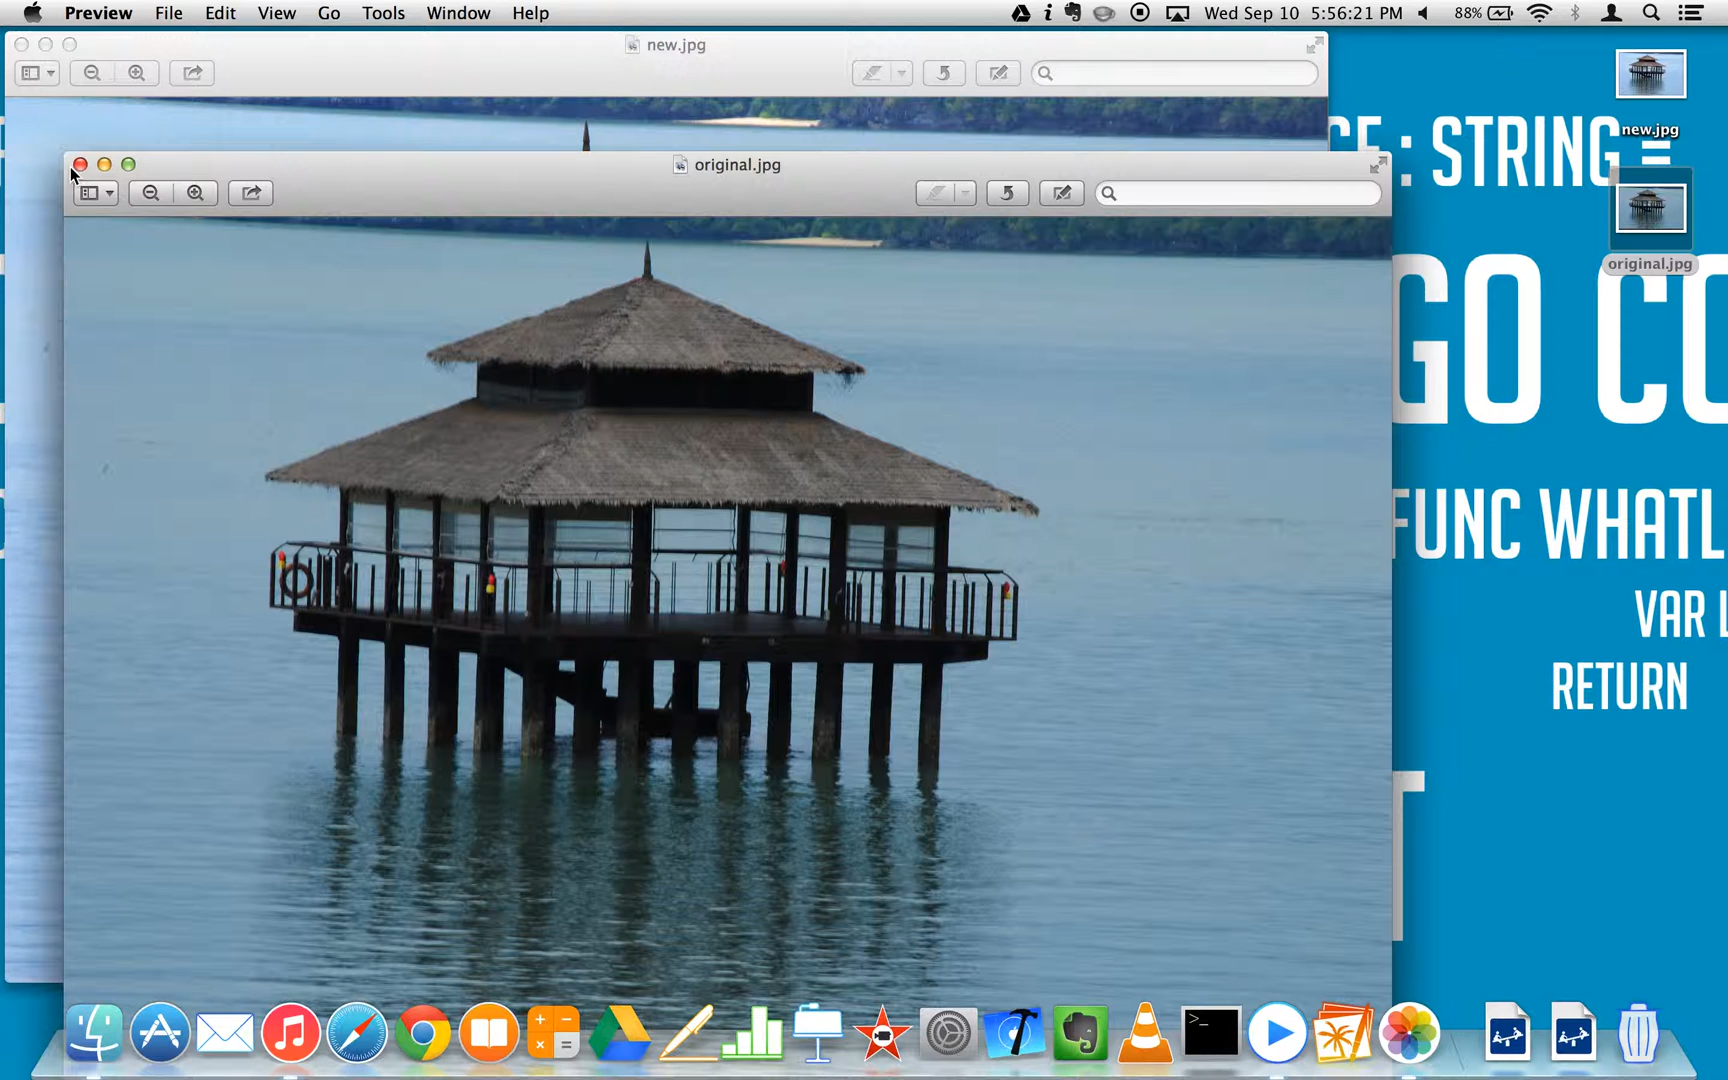 Preview File Edit View Go Tools Window Help Wed Sep 10 5:56:21 PM 88%
new.jpg
original.jpg
new.jpg
original.jpg
: STRING =
GO CO
FUNC WHATL
VAR L
RETURN